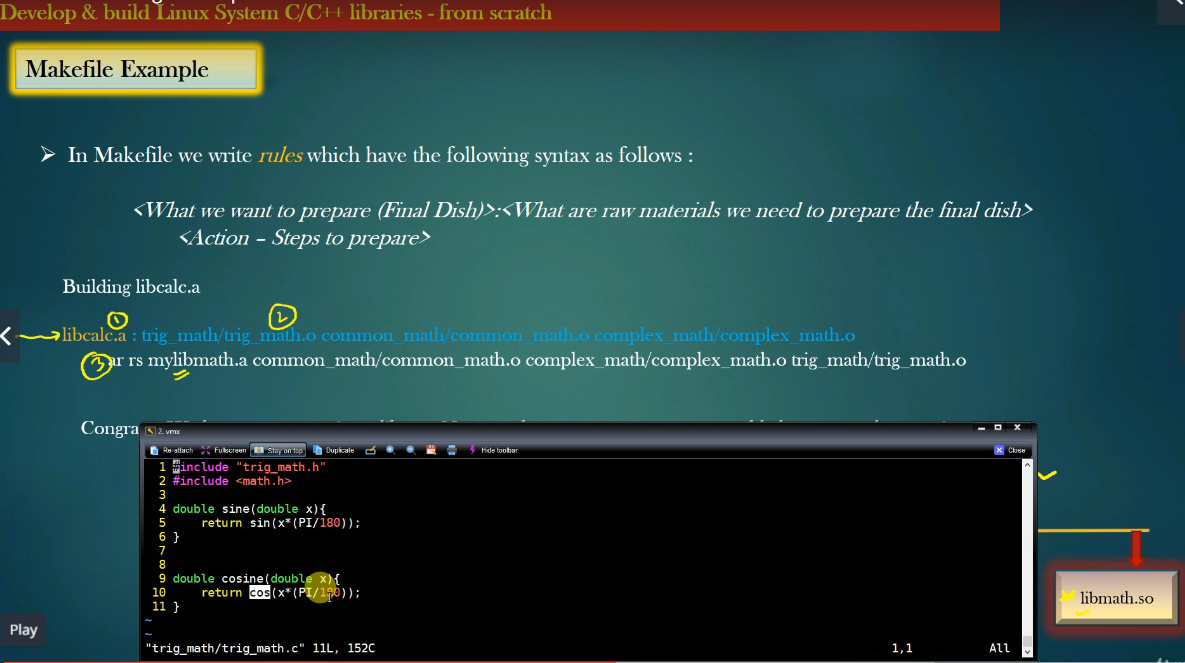 Develop & build Linux System C/C++ libraries - from scratch
Makefile Example
In Makefile we write rules which have the following syntax as follows :
<What we want to prepare (Final Dish)>:<What are raw materials we need to prepare the final dish>
<Action – Steps to prepare>
Building libcalc.a
1 2
libcalc.a : trig_math/trig_math.o common_math/common_math.o complex_math/complex_math.o
3 ar rs mylibmath.a common_math/common_math.o complex_math/complex_math.o trig_math/trig_math.o
Congra
2. vmx
Re-attach Fullscreen Stay on top Duplicate Hide toolbar Close
1 #include "trig_math.h"
2 #include <math.h>
3
4 double sine(double x){
5 return sin(x*(PI/180));
6 }
7
8
9 double cosine(double x){
10 return cos(x*(PI/180));
11 }
~
~
"trig_math/trig_math.c" 11L, 152C 1,1 All
libmath.so
Play